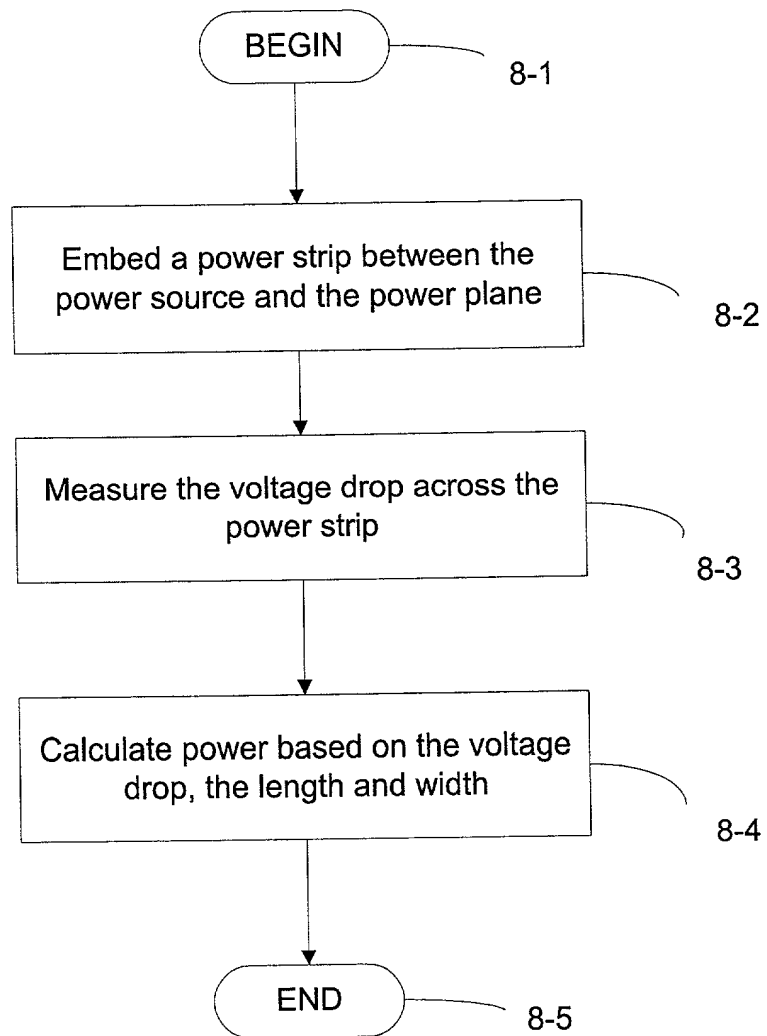 BEGIN
8-1
Embed a power strip between the
power source and the power plane
8-2
Measure the voltage drop across the
power strip
8-3
Calculate power based on the voltage
drop, the length and width
8-4
END
8-5